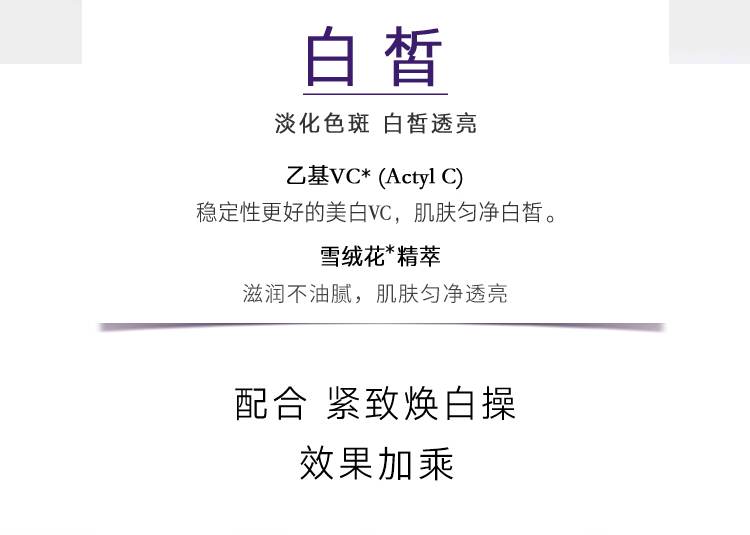 白皙
淡化色斑 白皙透亮
乙基VC* (Actyl C)
稳定性更好的美白VC，肌肤匀净白皙。
雪绒花*精萃
滋润不油腻，肌肤匀净透亮
配合 紧致焕白操
效果加乘